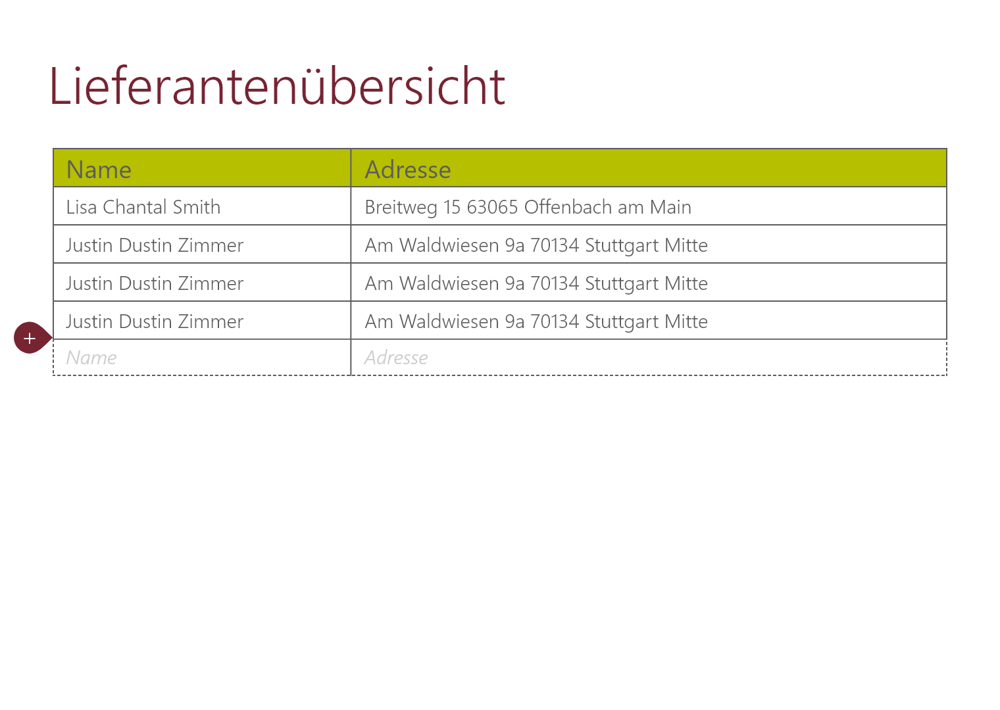 Lieferantenübersicht
Name Adresse
Lisa Chantal Smith Breitweg 15 63065 Offenbach am Main
Justin Dustin Zimmer Am Waldwiesen 9a 70134 Stuttgart Mitte
Justin Dustin Zimmer Am Waldwiesen 9a 70134 Stuttgart Mitte
Justin Dustin Zimmer Am Waldwiesen 9a 70134 Stuttgart Mitte
+
Name Adresse